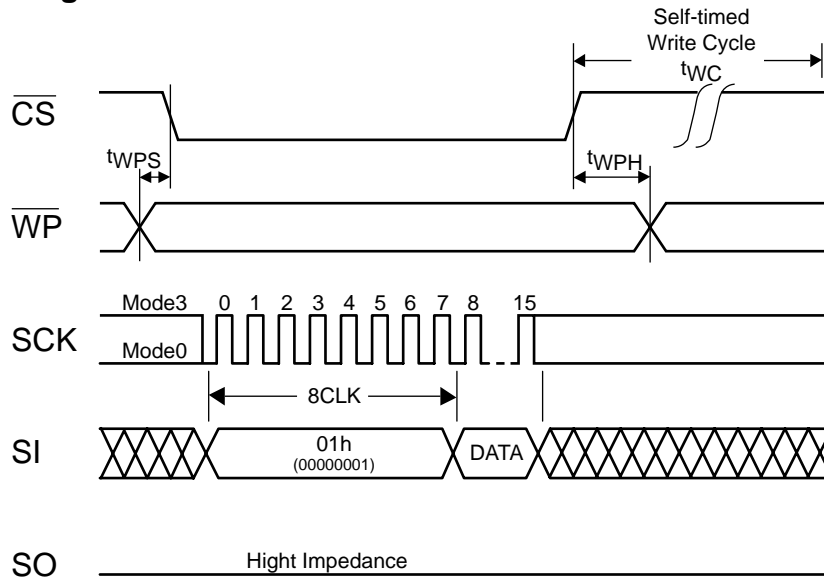 Self-timed
Write Cycle
tWC
CS
tWPS
tWPH
WP
Mode3 0 1 2 3 4 5 6 7 8 15
SCK
Mode0
8CLK
SI
01h
(00000001)
DATA
SO
Hight Impedance